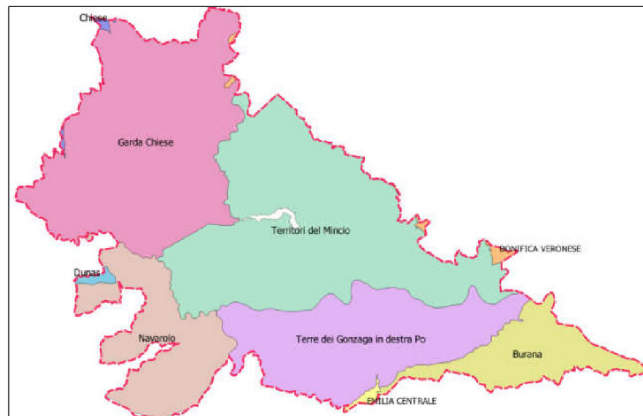 Chiese
Garda Chiese
Territori del Mincio
BONIFICA VERONESE
Dunas
Navarolo
Terre dei Gonzaga in destra Po
Burana
EMILIA CENTRALE